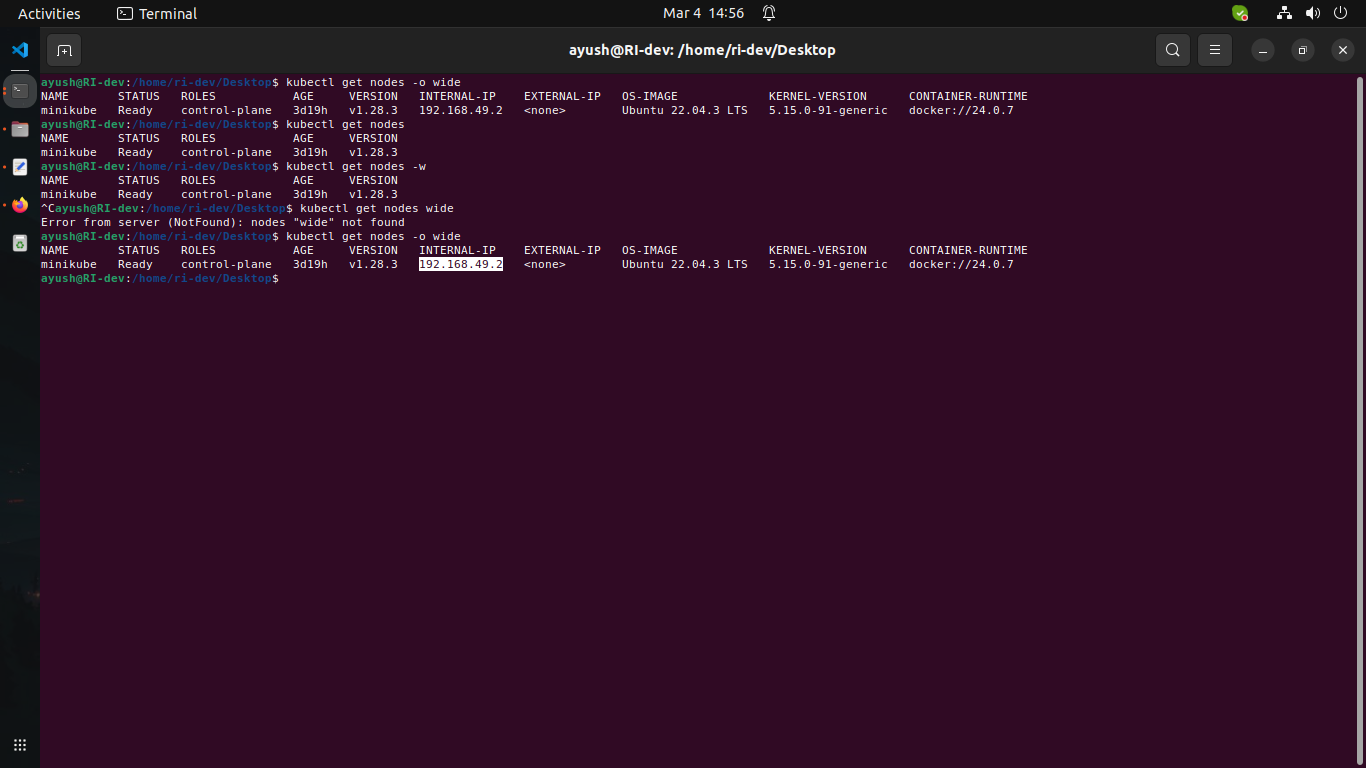 Activities Terminal Mar 4 14:56
ayush@RI-dev: /home/ri-dev/Desktop
ayush@RI-dev:/home/ri-dev/Desktop$ kubectl get nodes -o wide
NAME STATUS ROLES AGE VERSION INTERNAL-IP EXTERNAL-IP OS-IMAGE KERNEL-VERSION CONTAINER-RUNTIME
minikube Ready control-plane 3d19h v1.28.3 192.168.49.2 <none> Ubuntu 22.04.3 LTS 5.15.0-91-generic docker://24.0.7
ayush@RI-dev:/home/ri-dev/Desktop$ kubectl get nodes
NAME STATUS ROLES AGE VERSION
minikube Ready control-plane 3d19h v1.28.3
ayush@RI-dev:/home/ri-dev/Desktop$ kubectl get nodes -w
NAME STATUS ROLES AGE VERSION
minikube Ready control-plane 3d19h v1.28.3
^Cayush@RI-dev:/home/ri-dev/Desktop$ kubectl get nodes wide
Error from server (NotFound): nodes "wide" not found
ayush@RI-dev:/home/ri-dev/Desktop$ kubectl get nodes -o wide
NAME STATUS ROLES AGE VERSION INTERNAL-IP EXTERNAL-IP OS-IMAGE KERNEL-VERSION CONTAINER-RUNTIME
minikube Ready control-plane 3d19h v1.28.3 192.168.49.2 <none> Ubuntu 22.04.3 LTS 5.15.0-91-generic docker://24.0.7
ayush@RI-dev:/home/ri-dev/Desktop$